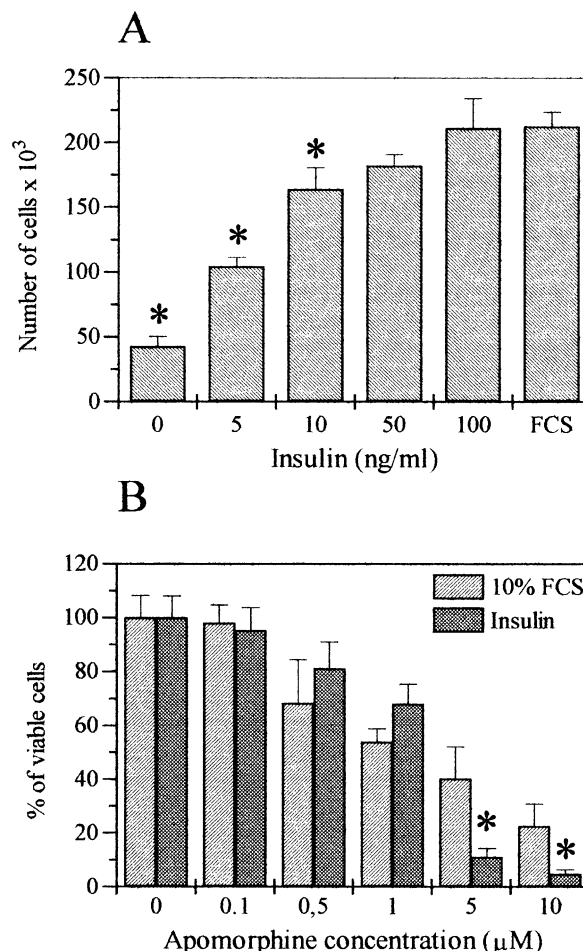 A
250
200
150
100
50
0
Number of cells x 10³
*
*
*
0 5 10 50 100 FCS
Insulin (ng/ml)
B
120
100
80
60
40
20
0
% of viable cells
10% FCS
Insulin
*
*
0 0.1 0,5 1 5 10
Apomorphine concentration (μM)